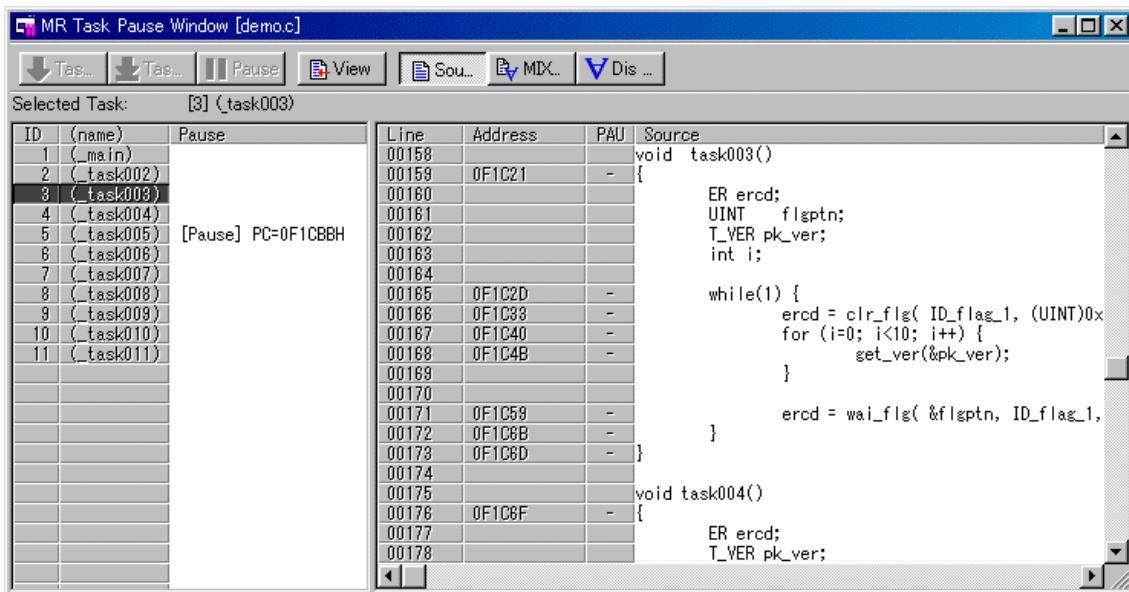 MR Task Pause Window [demo.c]
Tas... Tas... Pause View Sou... MIX... Dis ...
Selected Task: [3] (_task003)
ID (name) Pause Line Address PAU Source
1 (_main) 00158 void task003()
2 (_task002) 00159 0F1C21 - {
3 (_task003) 00160 ER ercd;
4 (_task004) 00161 UINT flgptn;
5 (_task005) [Pause] PC=0F1CBBH 00162 T_VER pk_ver;
6 (_task006) 00163 int i;
7 (_task007) 00164
8 (_task008) 00165 0F1C2D - while(1) {
9 (_task009) 00166 0F1C33 - ercd = clr_flg( ID_flag_1, (UINT)0x
10 (_task010) 00167 0F1C40 - for (i=0; i<10; i++) {
11 (_task011) 00168 0F1C4B - get_ver(&pk_ver);
00169 }
00170
00171 0F1C59 - ercd = wai_flg( &flgptn, ID_flag_1,
00172 0F1C6B - }
00173 0F1C6D - }
00174
00175 void task004()
00176 0F1C6F - {
00177 ER ercd;
00178 T_VER pk_ver;